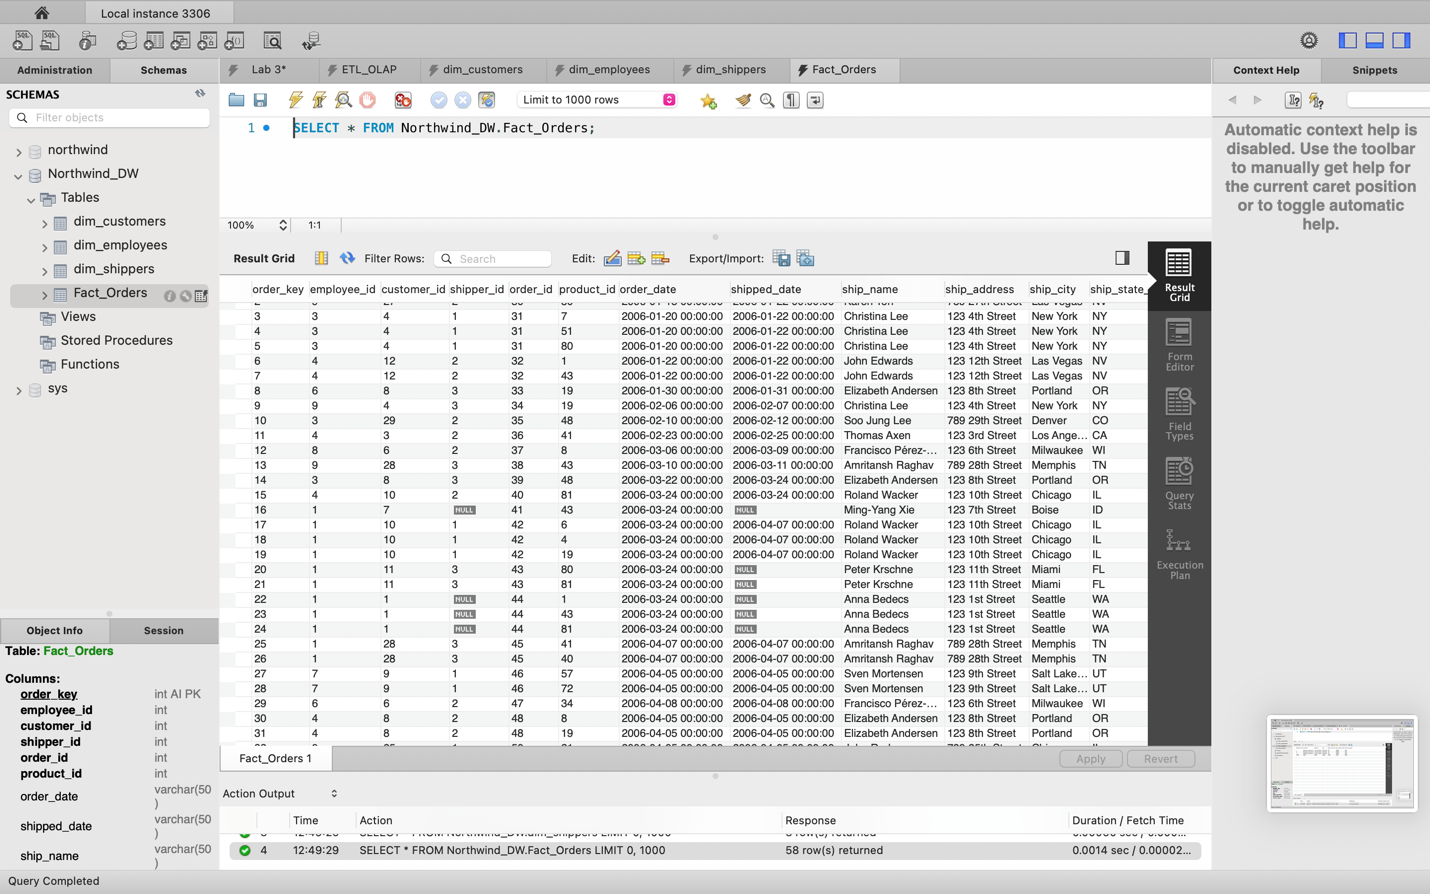 Local instance 3306
Administration Schemas Lab 3* ETL_OLAP dim_customers dim_employees dim_shippers Fact_Orders Context Help Snippets
SCHEMAS
Filter objects
northwind
Northwind_DW
Tables
dim_customers
dim_employees
dim_shippers
Fact_Orders
Views
Stored Procedures
Functions
sys
Limit to 1000 rows
1 SELECT * FROM Northwind_DW.Fact_Orders;
100% 1:1
Result Grid Filter Rows: Search Edit: Export/Import:
order_key employee_id customer_id shipper_id order_id product_id order_date shipped_date ship_name ship_address ship_city ship_state_
3 3 4 1 31 7 2006-01-20 00:00:00 2006-01-22 00:00:00 Christina Lee 123 4th Street New York NY
4 3 4 1 31 51 2006-01-20 00:00:00 2006-01-22 00:00:00 Christina Lee 123 4th Street New York NY
5 3 4 1 31 80 2006-01-20 00:00:00 2006-01-22 00:00:00 Christina Lee 123 4th Street New York NY
6 4 12 2 32 1 2006-01-22 00:00:00 2006-01-22 00:00:00 John Edwards 123 12th Street Las Vegas NV
7 4 12 2 32 43 2006-01-22 00:00:00 2006-01-22 00:00:00 John Edwards 123 12th Street Las Vegas NV
8 6 8 3 33 19 2006-01-30 00:00:00 2006-01-31 00:00:00 Elizabeth Andersen 123 8th Street Portland OR
9 9 4 3 34 19 2006-02-06 00:00:00 2006-02-07 00:00:00 Christina Lee 123 4th Street New York NY
10 3 29 2 35 48 2006-02-10 00:00:00 2006-02-12 00:00:00 Soo Jung Lee 789 29th Street Denver CO
11 4 3 2 36 41 2006-02-23 00:00:00 2006-02-25 00:00:00 Thomas Axen 123 3rd Street Los Ange... CA
12 8 6 2 37 8 2006-03-06 00:00:00 2006-03-09 00:00:00 Francisco Pérez-... 123 6th Street Milwaukee WI
13 9 28 3 38 43 2006-03-10 00:00:00 2006-03-11 00:00:00 Amritansh Raghav 789 28th Street Memphis TN
14 3 8 3 39 48 2006-03-22 00:00:00 2006-03-24 00:00:00 Elizabeth Andersen 123 8th Street Portland OR
15 4 10 2 40 81 2006-03-24 00:00:00 2006-03-24 00:00:00 Roland Wacker 123 10th Street Chicago IL
16 1 7 NULL 41 43 2006-03-24 00:00:00 NULL Ming-Yang Xie 123 7th Street Boise ID
17 1 10 1 42 6 2006-03-24 00:00:00 2006-04-07 00:00:00 Roland Wacker 123 10th Street Chicago IL
18 1 10 1 42 4 2006-03-24 00:00:00 2006-04-07 00:00:00 Roland Wacker 123 10th Street Chicago IL
19 1 10 1 42 19 2006-03-24 00:00:00 2006-04-07 00:00:00 Roland Wacker 123 10th Street Chicago IL
20 1 11 3 43 80 2006-03-24 00:00:00 NULL Peter Krschne 123 11th Street Miami FL
21 1 11 3 43 81 2006-03-24 00:00:00 NULL Peter Krschne 123 11th Street Miami FL
22 1 1 NULL 44 1 2006-03-24 00:00:00 NULL Anna Bedecs 123 1st Street Seattle WA
23 1 1 NULL 44 43 2006-03-24 00:00:00 NULL Anna Bedecs 123 1st Street Seattle WA
24 1 1 NULL 44 81 2006-03-24 00:00:00 NULL Anna Bedecs 123 1st Street Seattle WA
25 1 28 3 45 41 2006-04-07 00:00:00 2006-04-07 00:00:00 Amritansh Raghav 789 28th Street Memphis TN
26 1 28 3 45 40 2006-04-07 00:00:00 2006-04-07 00:00:00 Amritansh Raghav 789 28th Street Memphis TN
27 7 9 1 46 57 2006-04-05 00:00:00 2006-04-05 00:00:00 Sven Mortensen 123 9th Street Salt Lake... UT
28 7 9 1 46 72 2006-04-05 00:00:00 2006-04-05 00:00:00 Sven Mortensen 123 9th Street Salt Lake... UT
29 6 6 2 47 34 2006-04-08 00:00:00 2006-04-08 00:00:00 Francisco Pérez-... 123 6th Street Milwaukee WI
30 4 8 2 48 8 2006-04-05 00:00:00 2006-04-05 00:00:00 Elizabeth Andersen 123 8th Street Portland OR
31 4 8 2 48 19 2006-04-05 00:00:00 2006-04-05 00:00:00 Elizabeth Andersen 123 8th Street Portland OR
Result
Grid
Form
Editor
Field
Types
Query
Stats
Execution
Plan
Automatic context help is
disabled. Use the toolbar
to manually get help for
the current caret position
or to toggle automatic
help.
Object Info Session
Table: Fact_Orders
Columns:
order_key int AI PK
employee_id int
customer_id int
shipper_id int
order_id int
product_id int
order_date varchar(50
)
shipped_date varchar(50
)
ship_name varchar(50
)
Fact_Orders 1 Apply Revert
Action Output
Time Action Response Duration / Fetch Time
4 12:49:29 SELECT * FROM Northwind_DW.Fact_Orders LIMIT 0, 1000 58 row(s) returned 0.0014 sec / 0.00002...
Query Completed